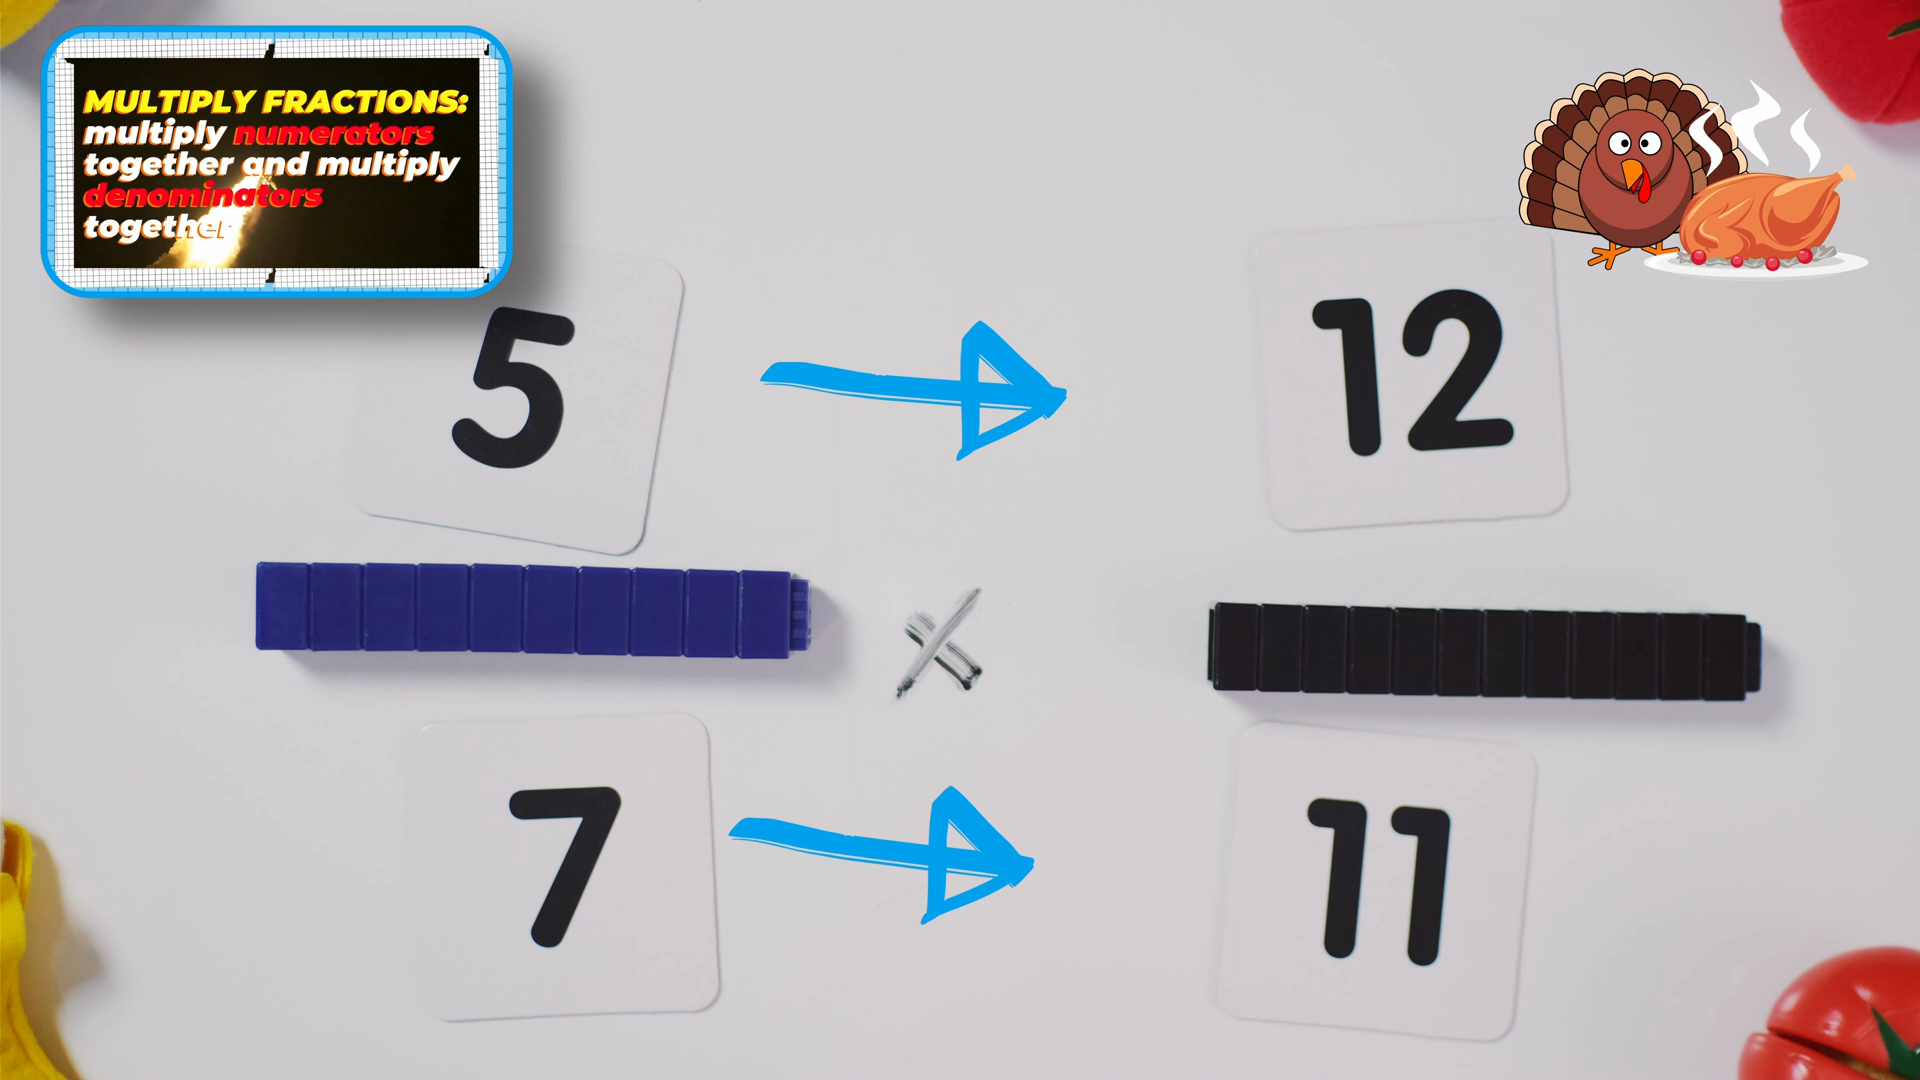 MULTIPLY FRACTIONS:
multiply numerators
together and multiply
denominators
together
5 12
x
7 11